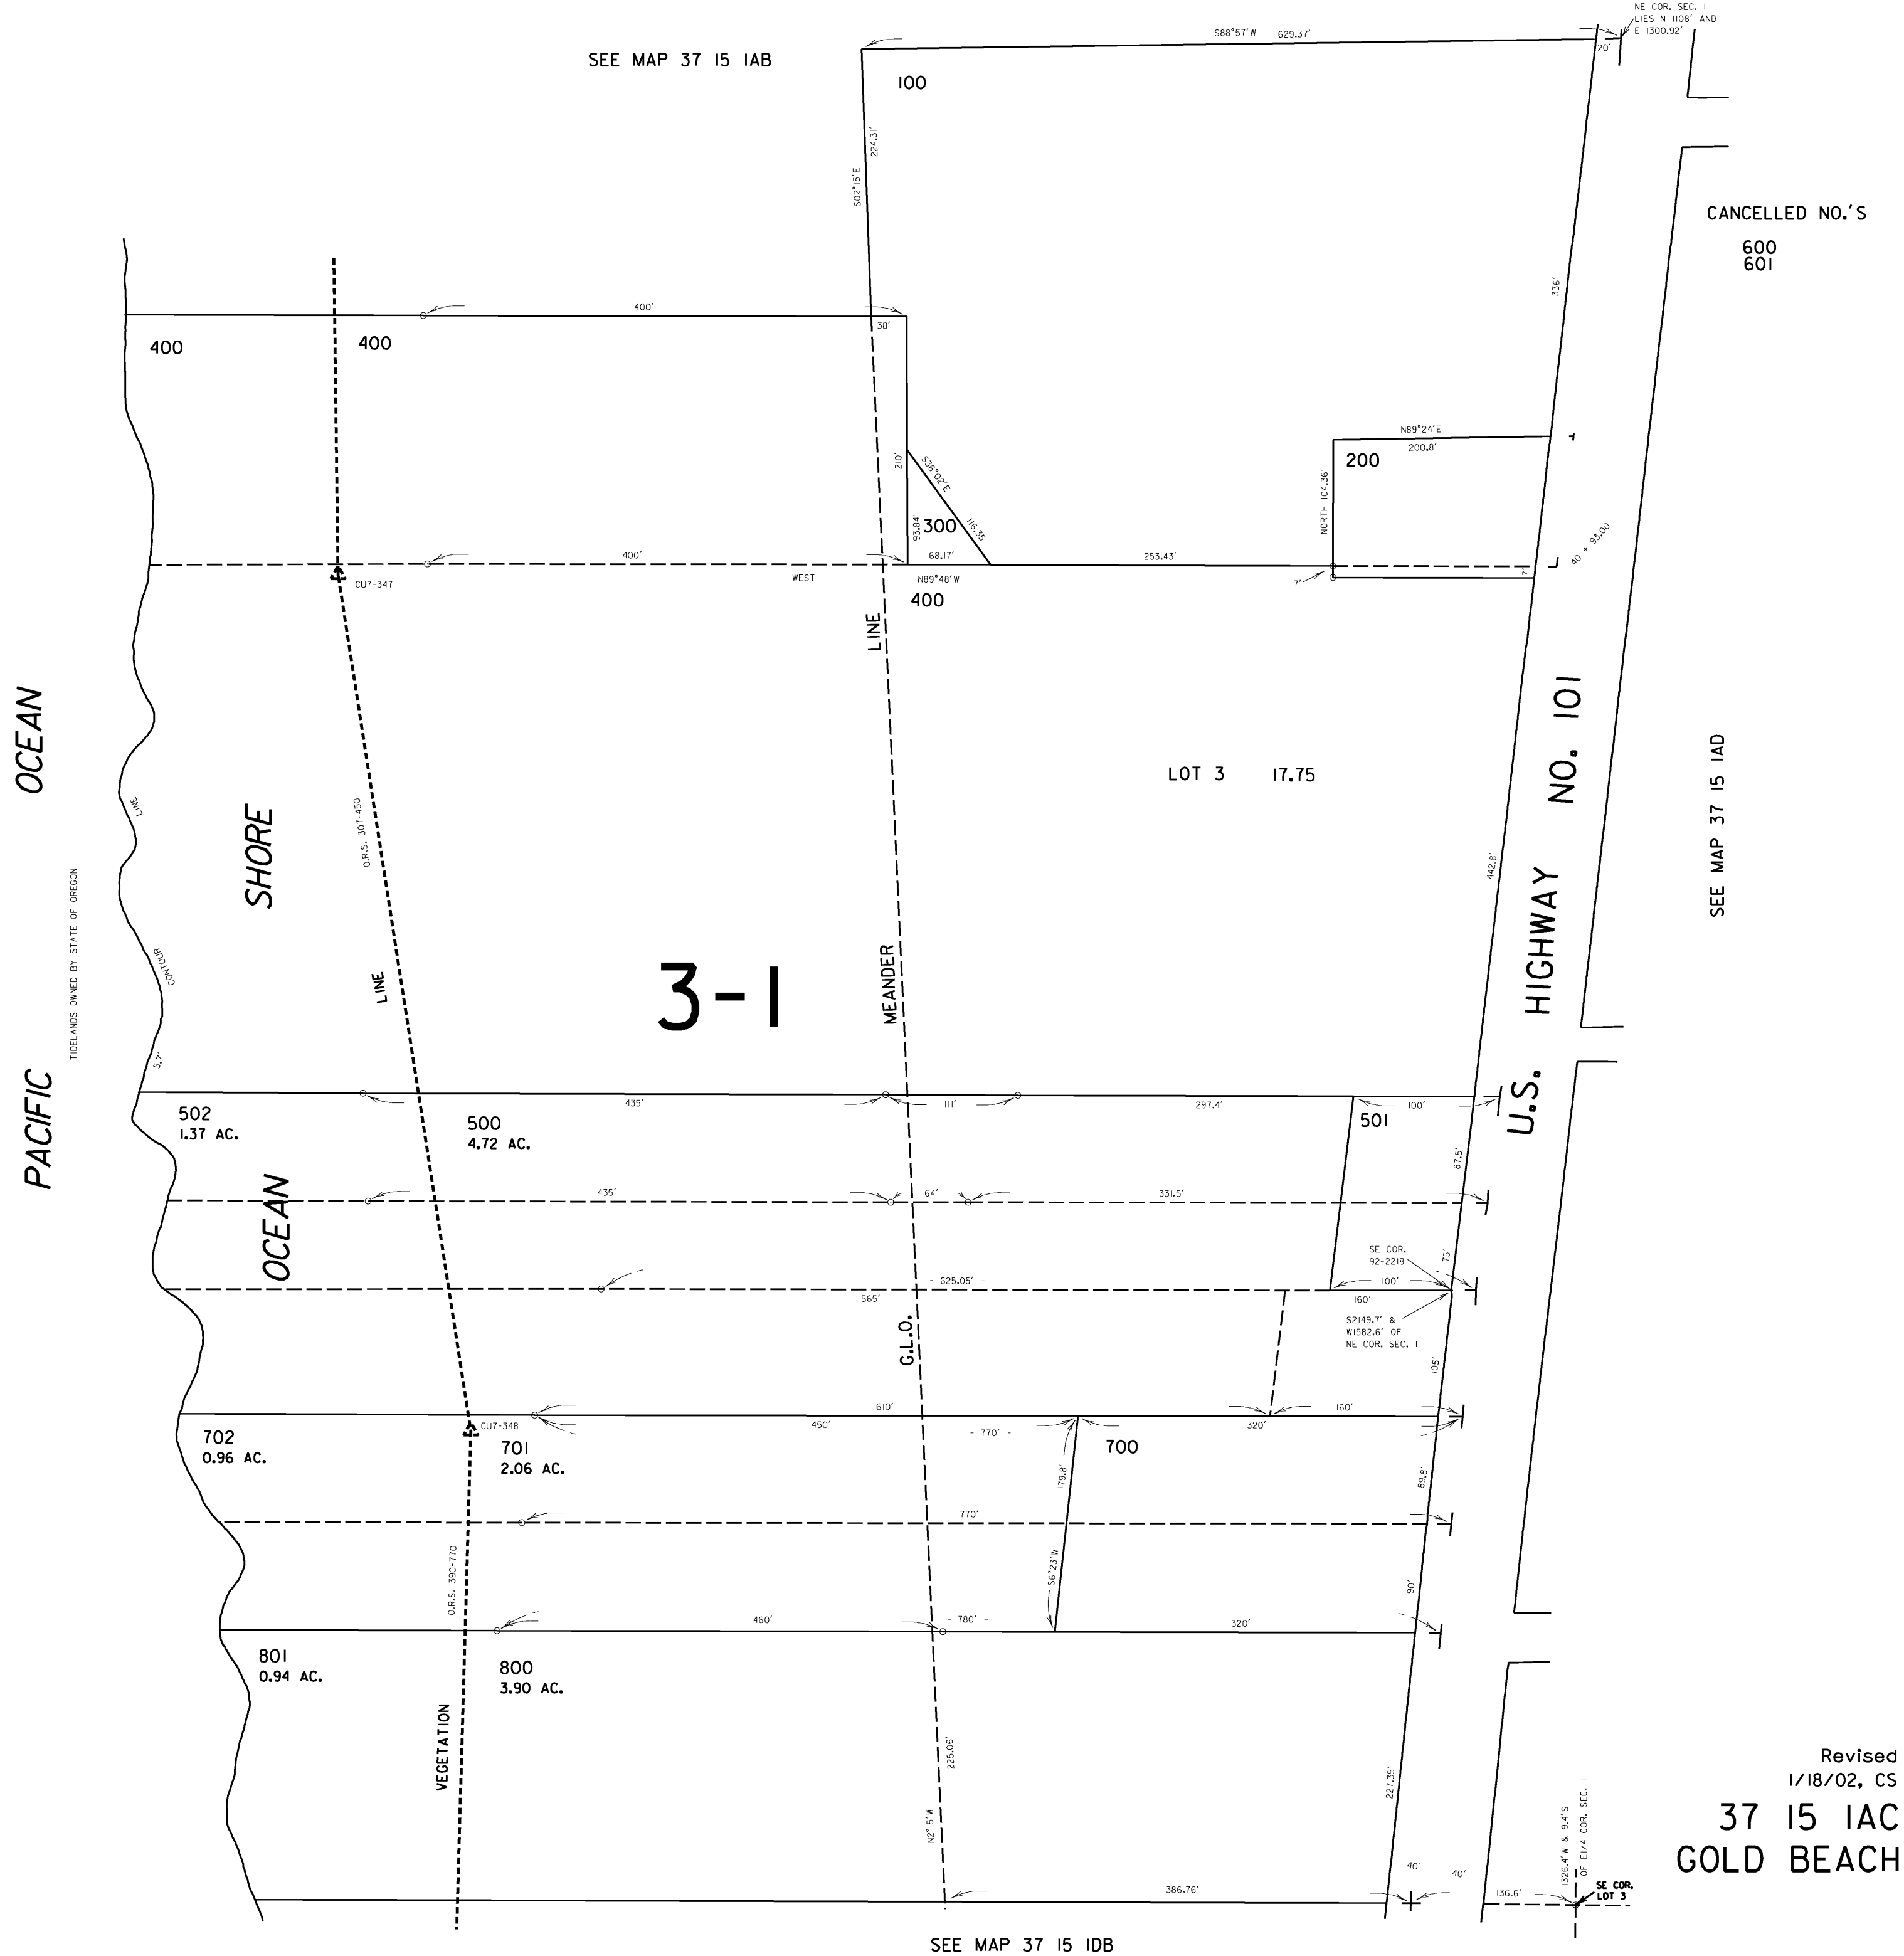 NE COR. SEC. 1
LIES N 1108' AND
E 1300.92'
S88°57'W 629.37'
20'
SEE MAP 37 15 1AB
100
224.31'
S02°15'E
CANCELLED NO.'S
600
601
336'
400'
38'
400
400
N89°24'E
200.8'
200
210'
S36°02'E
NORTH 104.36'
93.84'
300
116.35'
40 + 93.00
400'
68.17'
253.43'
7'
7'
WEST
N89°48'W
CU7-347
400
LINE
OCEAN
NO. 101
SEE MAP 37 15 1AD
LOT 3 17.75
LINE
SHORE
O.R.S. 307-450
442.8'
HIGHWAY
TIDELANDS OWNED BY STATE OF OREGON
CONTOUR
LINE
MEANDER
3-1
5.7'
PACIFIC
U.S.
435'
111'
297.4'
100'
502
1.37 AC.
500
4.72 AC.
501
87.5'
435'
64'
331.5'
OCEAN
SE COR.
92-2218
75'
- 625.05' -
100'
565'
160'
G.L.O.
S2149.7' &
W1582.6' OF
NE COR. SEC. 1
105'
610'
160'
CU7-348
450'
- 770' -
320'
702
0.96 AC.
701
2.06 AC.
700
179.8'
89.8'
770'
O.R.S. 390-770
S6°23'W
90'
460'
- 780' -
320'
801
0.94 AC.
800
3.90 AC.
VEGETATION
225.06'
227.35'
N2°15'W
Revised
1/18/02, CS
37 15 1AC
GOLD BEACH
1326.4'W & 9.4'S
OF E1/4 COR. SEC. 1
40'
40'
386.76'
136.6'
SE COR.
LOT 3
SEE MAP 37 15 1DB